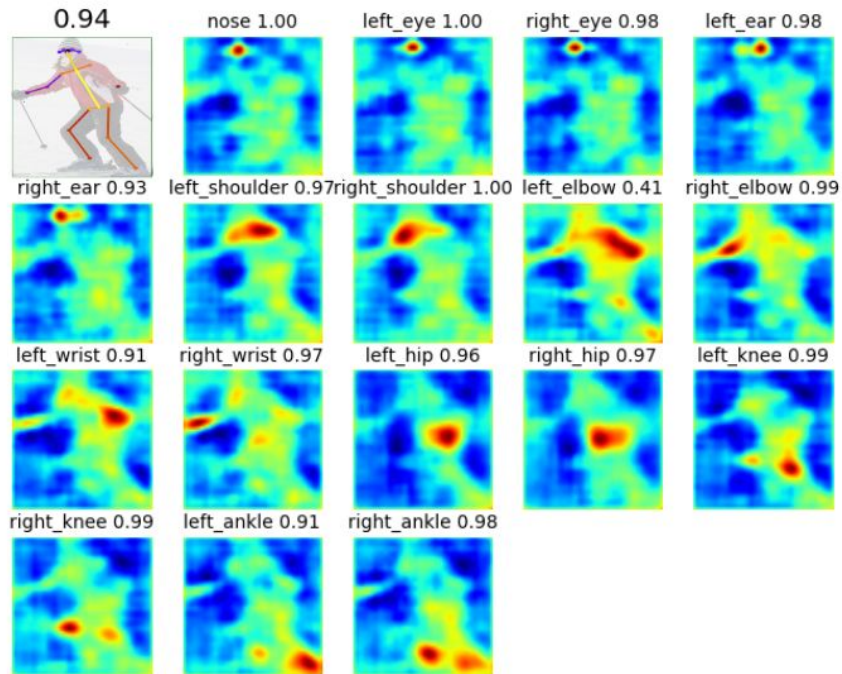 0.94 nose 1.00 left_eye 1.00 right_eye 0.98 left_ear 0.98
right_ear 0.93 left_shoulder 0.97 right_shoulder 1.00 left_elbow 0.41 right_elbow 0.99
left_wrist 0.91 right_wrist 0.97 left_hip 0.96 right_hip 0.97 left_knee 0.99
right_knee 0.99 left_ankle 0.91 right_ankle 0.98